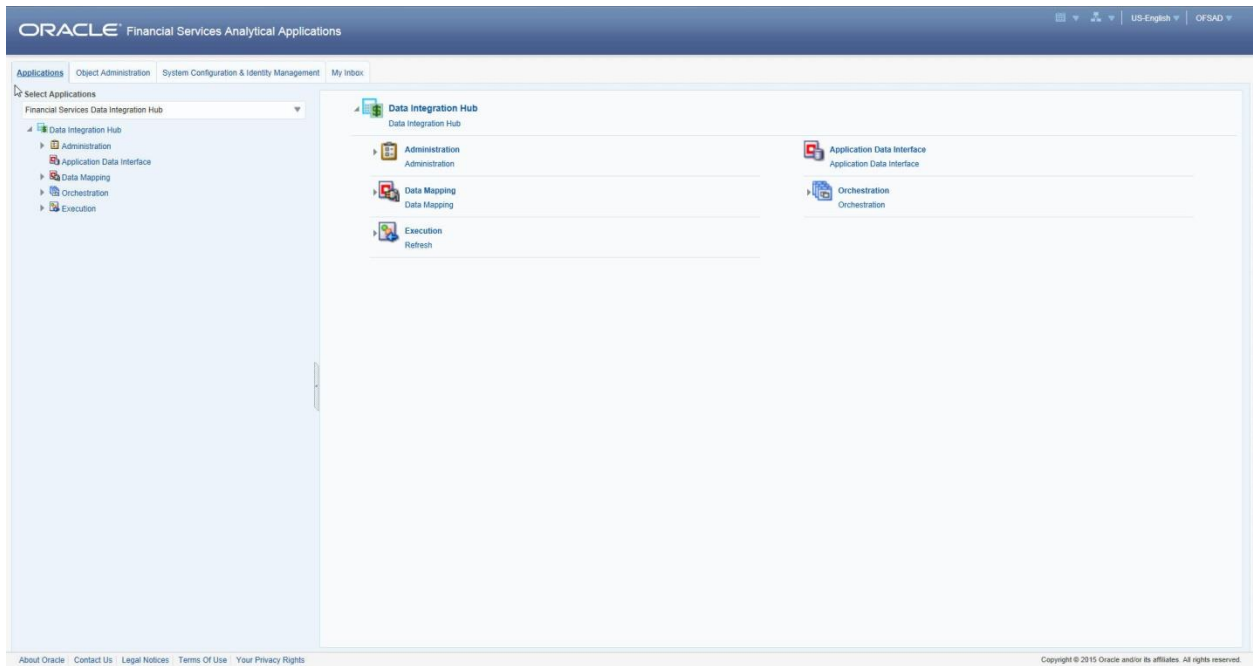 ORACLE® Financial Services Analytical Applications
US-English
OFSAD
Applications
Object Administration
System Configuration & Identity Management
My Inbox
Select Applications
Financial Services Data Integration Hub
Data Integration Hub
Administration
Application Data Interface
Data Mapping
Orchestration
Execution
Data Integration Hub
Data Integration Hub
Administration
Administration
Application Data Interface
Application Data Interface
Data Mapping
Data Mapping
Orchestration
Orchestration
Execution
Refresh
About Oracle
Contact Us
Legal Notices
Terms Of Use
Your Privacy Rights
Copyright © 2015 Oracle and/or its affiliates. All rights reserved.